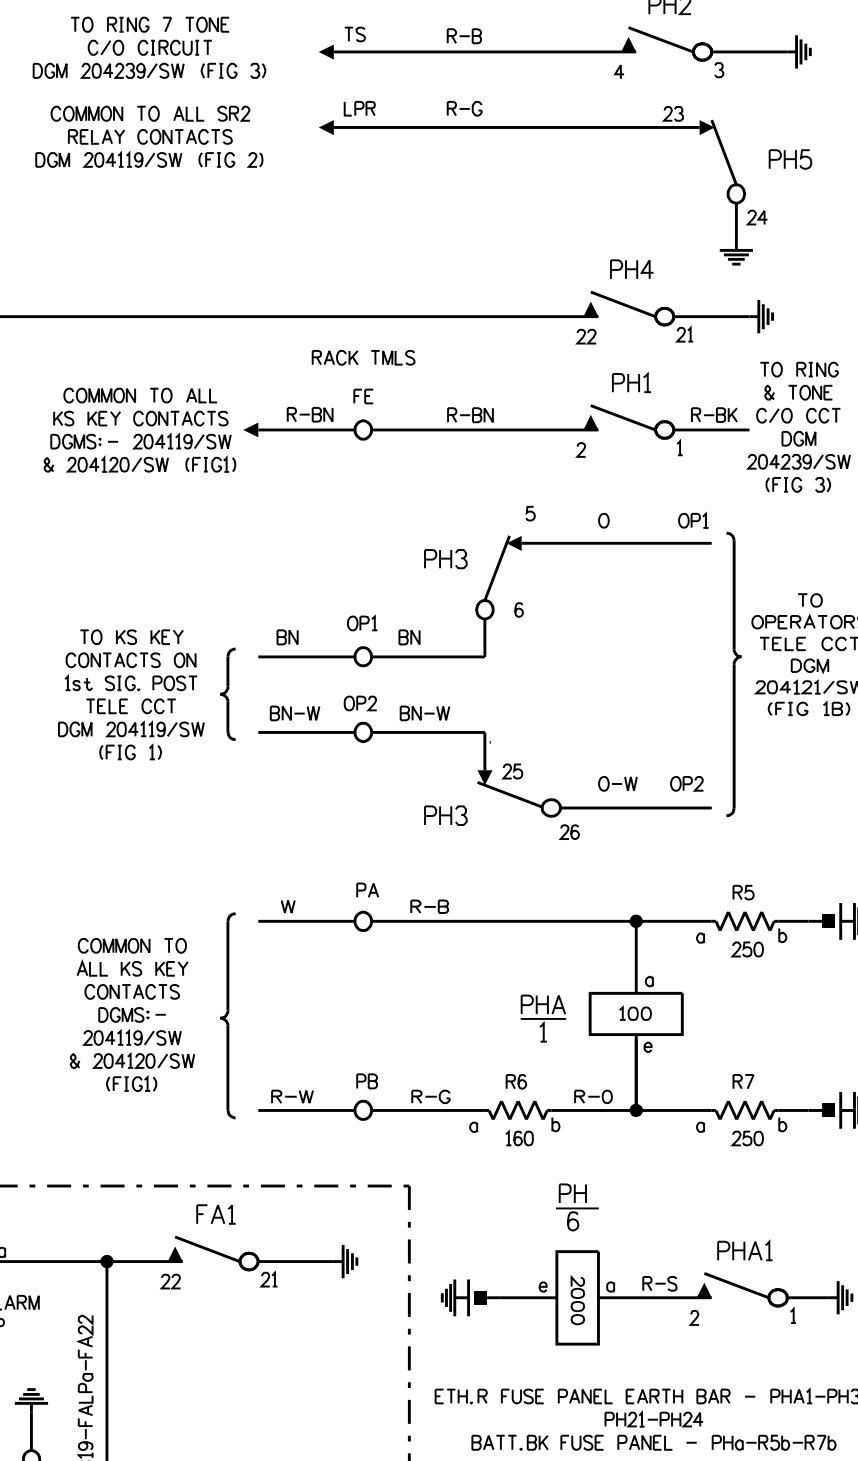 PH2
TO RING 7 TONE
C/O CIRCUIT
DGM 204239/SW (FIG 3)
TS
R-B
4
3
COMMON TO ALL SR2
RELAY CONTACTS
DGM 204119/SW (FIG 2)
LPR
R-G
23
PH5
24
PH4
22
21
RACK TMLS
COMMON TO ALL
KS KEY CONTACTS
DGMS:- 204119/SW
& 204120/SW (FIG1)
R-BN
FE
R-BN
PH1
2
1
R-BK
TO RING
& TONE
C/O CCT
DGM
204239/SW
(FIG 3)
PH3
5
O
OP1
6
TO KS KEY
CONTACTS ON
1st SIG. POST
TELE CCT
DGM 204119/SW
(FIG 1)
BN
OP1
BN
BN-W
OP2
BN-W
25
PH3
26
O-W
OP2
TO
OPERATORS
TELE CCT
DGM
204121/SW
(FIG 1B)
COMMON TO
ALL KS KEY
CONTACTS
DGMS:-
204119/SW
& 204120/SW
(FIG1)
W
PA
R-B
R5
a
250
b
a
PHA
1
100
e
R-W
PB
R-G
R6
a
160
b
R-O
R7
a
250
b
FA1
a
22
21
ARM
19-FALPa-FA22
PH
6
e
2000
a
R-S
PHA1
2
1
ETH.R FUSE PANEL EARTH BAR - PHA1-PH3
PH21-PH24
BATT.BK FUSE PANEL - PHa-R5b-R7b